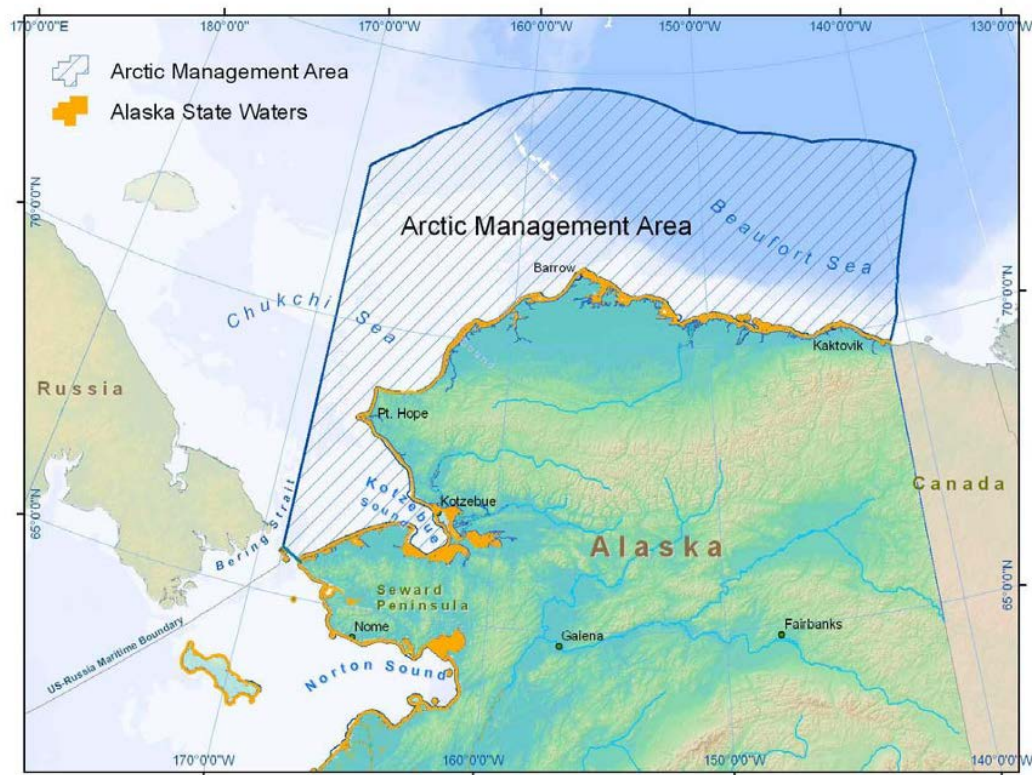 170°0'0"E
180°0'0"
170°0'0"W
160°0'0"W
150°0'0"W
140°0'0"W
130°0'0"W
Arctic Management Area
Alaska State Waters
70°0'0"N
Arctic Management Area
Beaufort Sea
Barrow
Chukchi Sea
70°0'0"N
Kaktovik
Russia
Pt. Hope
Canada
Kotzebue
Kotzebue
Sound
65°0'0"N
Bering Strait
Alaska
65°0'0"N
Seward
Peninsula
Nome
Galena
Fairbanks
US-Russia Maritime Boundary
Norton Sound
170°0'0"W
160°0'0"W
150°0'0"W
140°0'0"W